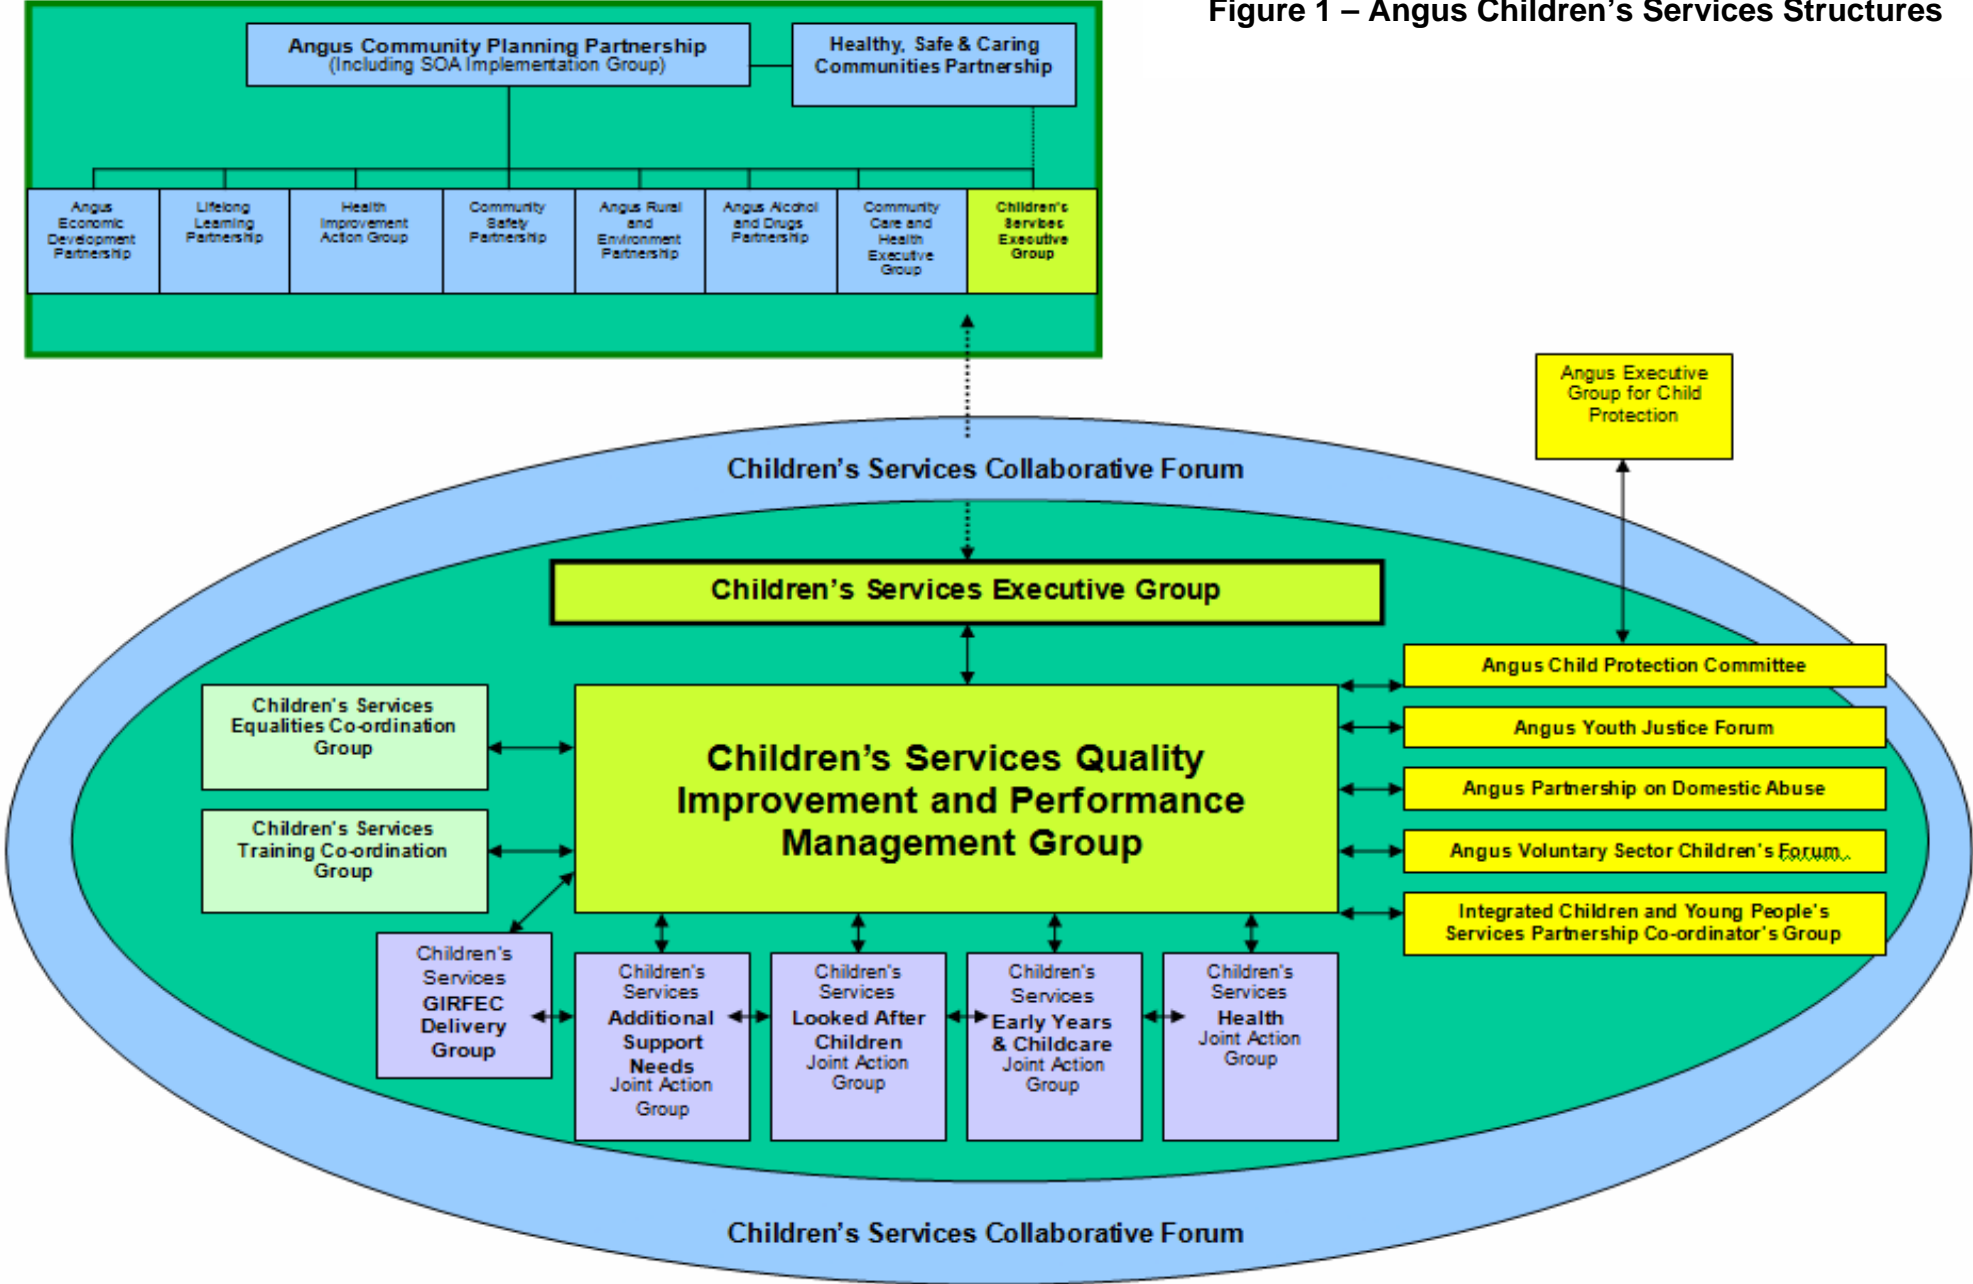 Figure 1 – Angus Children's Services Structures
Angus Community Planning Partnership
(Including SOA Implementation Group)
Healthy, Safe & Caring
Communities Partnership
Angus
Economic
Development
Partnership
Lifelong
Learning
Partnership
Health
Improvement
Action Group
Community
Safety
Partnership
Angus Rural
and
Environment
Partnership
Angus Alcohol
and Drugs
Partnership
Community
Care and
Health
Executive
Group
Children's
Services
Executive
Group
Angus Executive
Group for Child
Protection
Children's Services Collaborative Forum
Children's Services Executive Group
Children's Services
Equalities Co-ordination
Group
Children's Services
Training Co-ordination
Group
Children's Services Quality
Improvement and Performance
Management Group
Angus Child Protection Committee
Angus Youth Justice Forum
Angus Partnership on Domestic Abuse
Angus Voluntary Sector Children's Forum
Integrated Children and Young People's
Services Partnership Co-ordinator's Group
Children's
Services
GIRFEC
Delivery
Group
Children's
Services
Additional
Support
Needs
Joint Action
Group
Children's
Services
Looked After
Children
Joint Action
Group
Children's
Services
Early Years
& Childcare
Joint Action
Group
Children's
Services
Health
Joint Action
Group
Children's Services Collaborative Forum